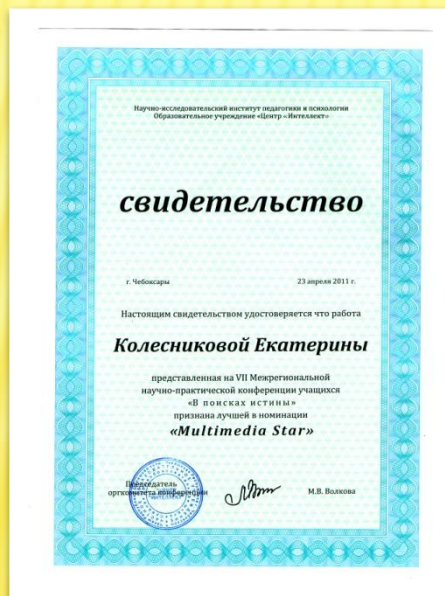 Научно-исследовательский институт педагогики и психологии
Образовательное учреждение «Центр «Интеллект»
свидетельство
г. Чебоксары 23 апреля 2011 г.
Настоящим свидетельством удостоверяется что работа
Колесниковой Екатерины
представленная на VII Межрегиональной
научно-практической конференции учащихся
«В поисках истины»
признана лучшей в номинации
«Multimedia Star»
Председатель
оргкомитета конференции М.В. Волкова